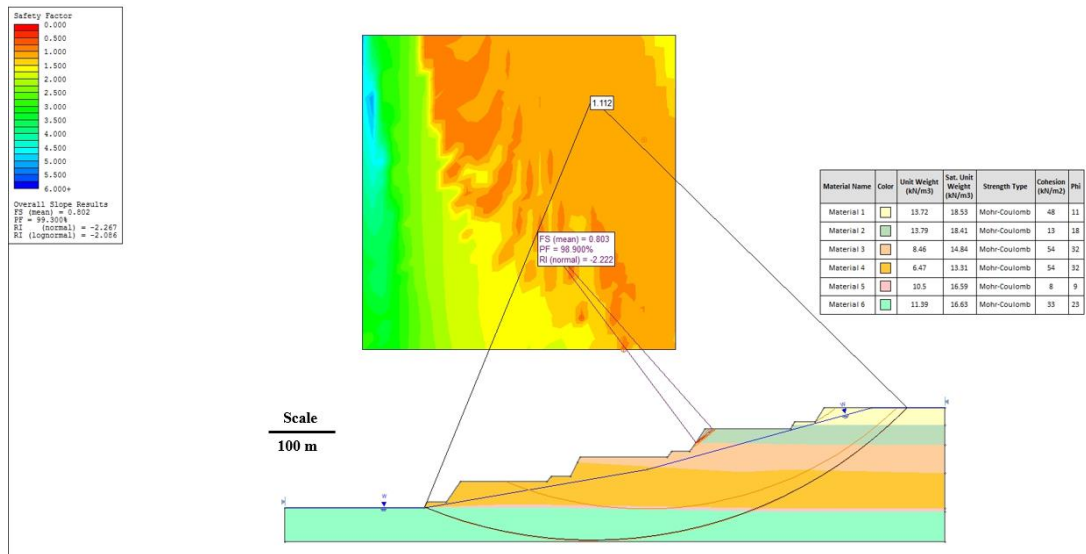 Safety Factor
0.000
0.500
1.000
1.500
2.000
2.500
3.000
3.500
4.000
4.500
5.000
5.500
6.000+
Overall Slope Results
FS (mean) = 0.802
PF = 99.300%
RI (normal) = -2.267
RI (lognormal) = -2.086
1.112
FS (mean) = 0.803
PF = 98.900%
RI (normal) = -2.222
Material Name Color Unit Weight (kN/m3) Sat. Unit Weight (kN/m3) Strength Type Cohesion (kN/m2) Phi
Material 1 13.72 18.53 Mohr-Coulomb 48 11
Material 2 13.79 18.41 Mohr-Coulomb 13 18
Material 3 8.46 14.84 Mohr-Coulomb 54 32
Material 4 6.47 13.31 Mohr-Coulomb 54 32
Material 5 10.5 16.59 Mohr-Coulomb 8 9
Material 6 11.39 16.63 Mohr-Coulomb 33 23
Scale
100 m
W
W